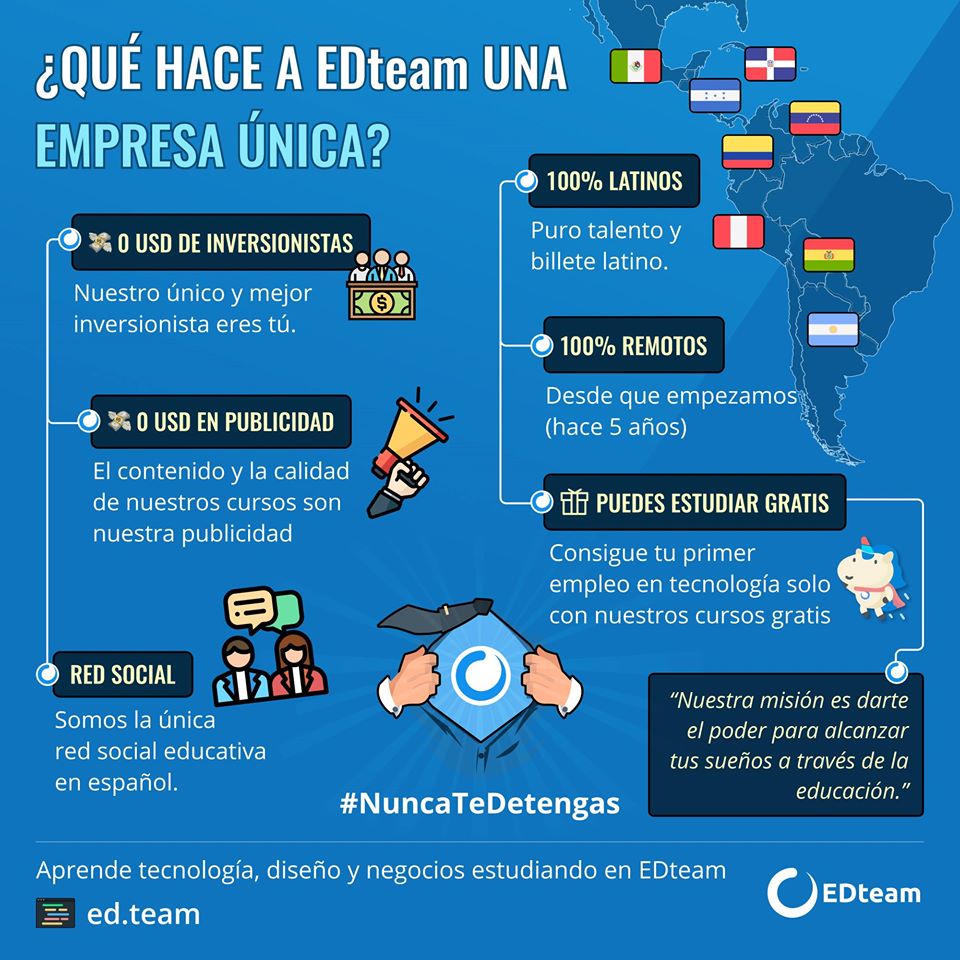 ¿QUÉ HACE A EDteam UNA
EMPRESA ÚNICA?
0 USD DE INVERSIONISTAS
Nuestro único y mejor
inversionista eres tú.
0 USD EN PUBLICIDAD
El contenido y la calidad
de nuestros cursos son
nuestra publicidad
RED SOCIAL
Somos la única
red social educativa
en español.
100% LATINOS
Puro talento y
billete latino.
100% REMOTOS
Desde que empezamos
(hace 5 años)
PUEDES ESTUDIAR GRATIS
Consigue tu primer
empleo en tecnología solo
con nuestros cursos gratis
“Nuestra misión es darte
el poder para alcanzar
tus sueños a través de la
educación.”
#NuncaTeDetengas
Aprende tecnología, diseño y negocios estudiando en EDteam
ed.team
EDteam